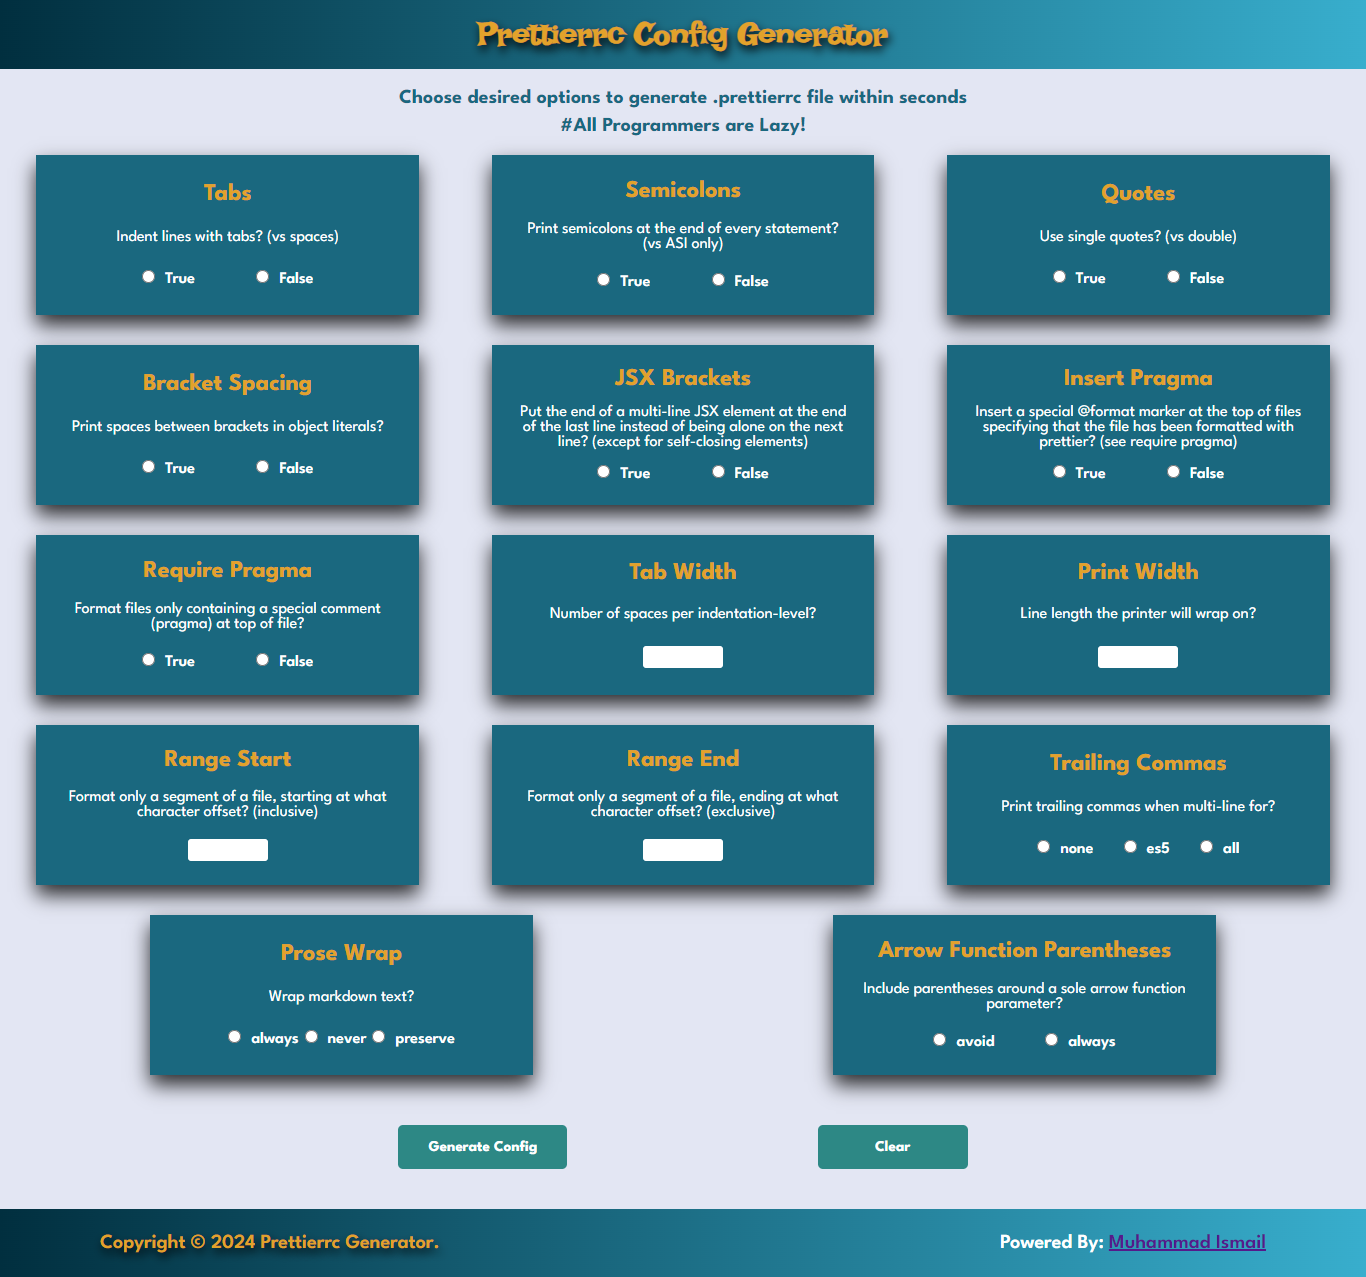 Prettierrc Config Generator
Choose desired options to generate .prettierrc file within seconds
#All Programmers are Lazy!
Tabs
Indent lines with tabs? (vs spaces)
True False
Semicolons
Print semicolons at the end of every statement?
(vs ASI only)
True False
Quotes
Use single quotes? (vs double)
True False
Bracket Spacing
Print spaces between brackets in object literals?
True False
JSX Brackets
Put the end of a multi-line JSX element at the end
of the last line instead of being alone on the next
line? (except for self-closing elements)
True False
Insert Pragma
Insert a special @format marker at the top of files
specifying that the file has been formatted with
prettier? (see require pragma)
True False
Require Pragma
Format files only containing a special comment
(pragma) at top of file?
True False
Tab Width
Number of spaces per indentation-level?
Print Width
Line length the printer will wrap on?
Range Start
Format only a segment of a file, starting at what
character offset? (inclusive)
Range End
Format only a segment of a file, ending at what
character offset? (exclusive)
Trailing Commas
Print trailing commas when multi-line for?
none es5 all
Prose Wrap
Wrap markdown text?
always never preserve
Arrow Function Parentheses
Include parentheses around a sole arrow function
parameter?
avoid always
Generate Config
Clear
Copyright © 2024 Prettierrc Generator.
Powered By: Muhammad Ismail